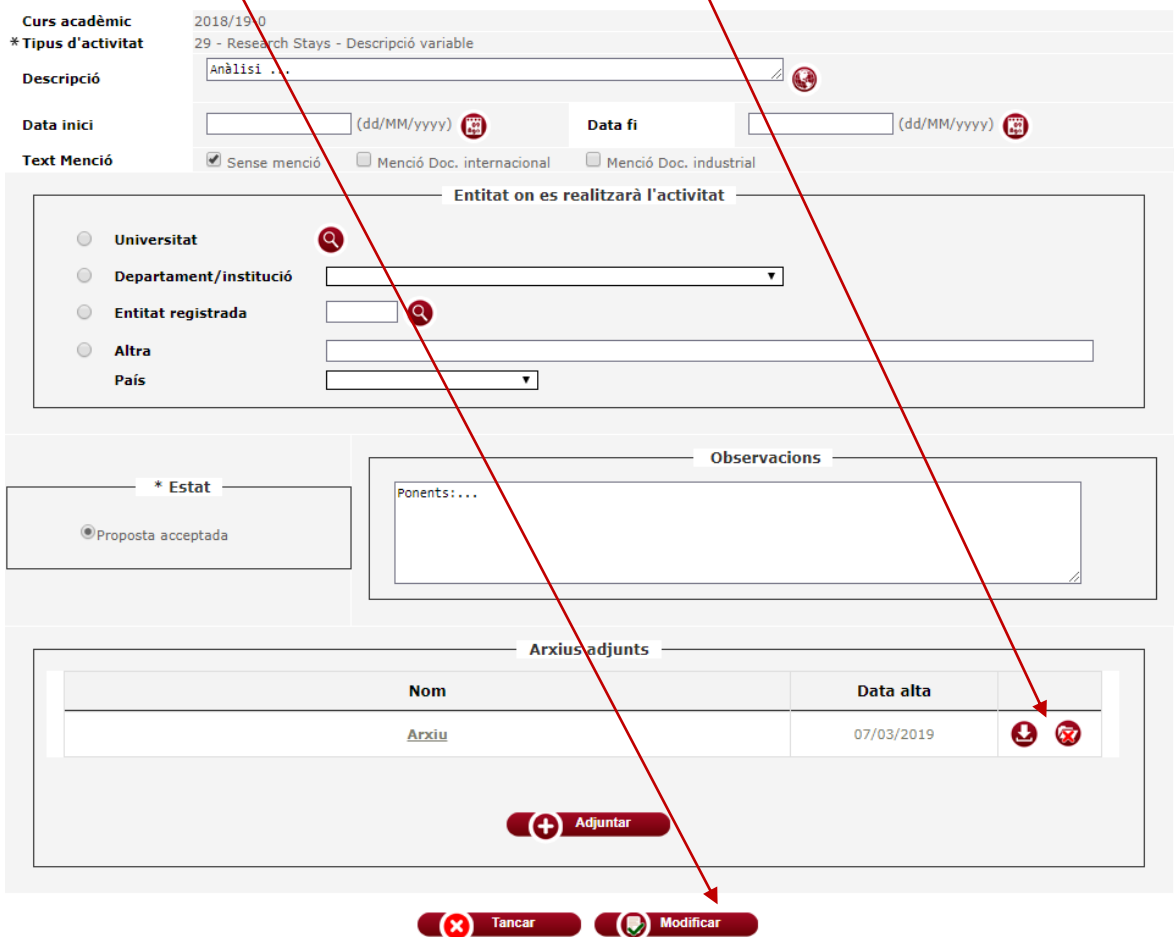 Curs acadèmic 2018/19-0
* Tipus d'activitat 29 - Research Stays - Descripció variable
Descripció Anàlisi ...
Data inici (dd/MM/yyyy) Data fi (dd/MM/yyyy)
Text Menció Sense menció Menció Doc. internacional Menció Doc. industrial
Entitat on es realitzarà l'activitat
Universitat
Departament/institució
Entitat registrada
Altra
País
* Estat
Proposta acceptada
Observacions
Ponents:...
Arxius adjunts
Nom Data alta
Arxiu 07/03/2019
Adjuntar
Tancar Modificar